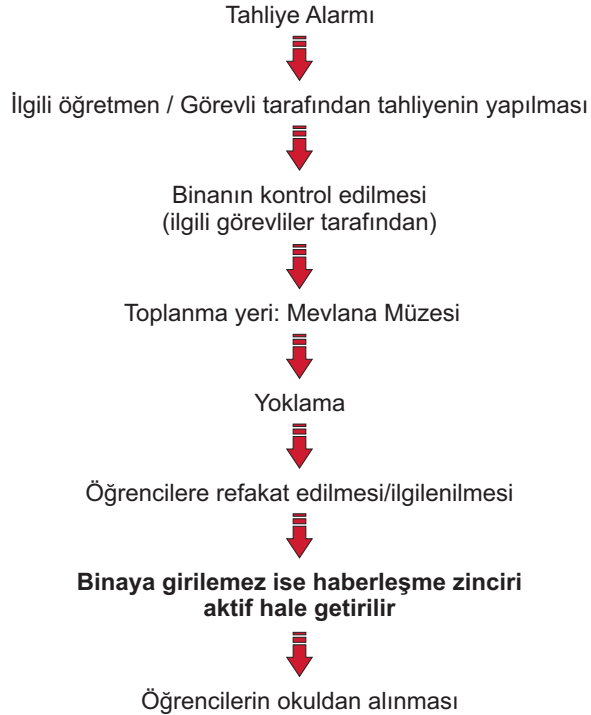 Tahliye Alarmı
İlgili öğretmen / Görevli tarafından tahliyenin yapılması
Binanın kontrol edilmesi
(ilgili görevliler tarafından)
Toplanma yeri: Mevlana Müzesi
Yoklama
Öğrencilere refakat edilmesi/ilgilenilmesi
Binaya girilemez ise haberleşme zinciri
aktif hale getirilir
Öğrencilerin okuldan alınması